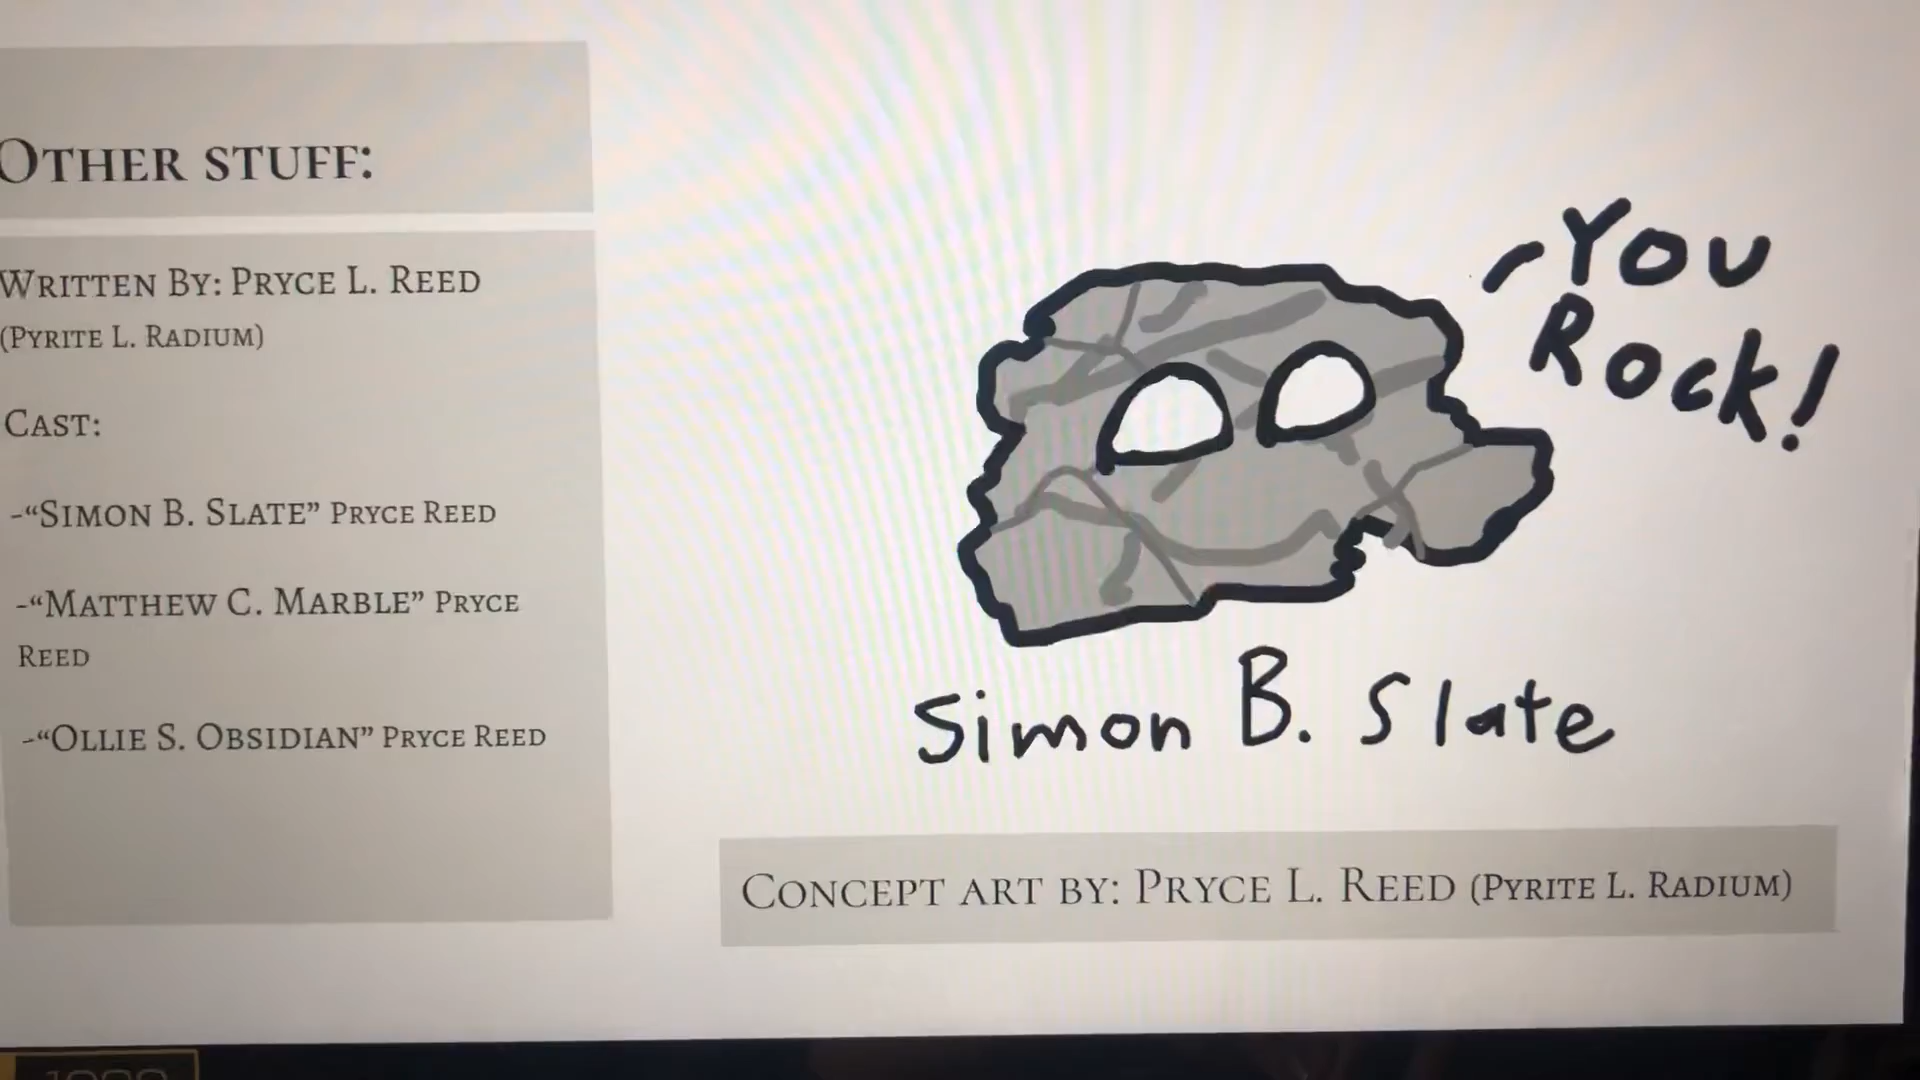 OTHER STUFF:
WRITTEN BY: PRYCE L. REED
(PYRITE L. RADIUM)
CAST:
-“SIMON B. SLATE” PRYCE REED
-“MATTHEW C. MARBLE” PRYCE
REED
-“OLLIE S. OBSIDIAN” PRYCE REED
You
Rock!
Simon B. Slate
CONCEPT ART BY: PRYCE L. REED (PYRITE L. RADIUM)